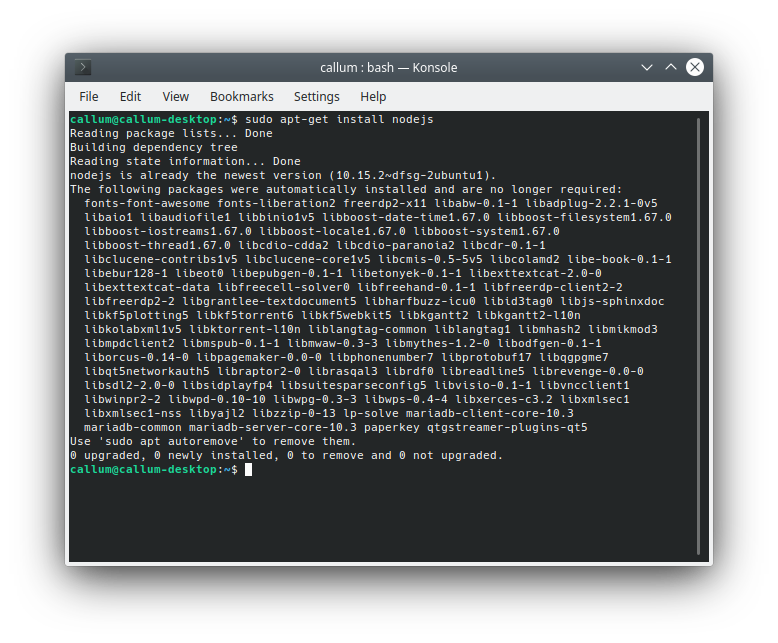 callum : bash — Konsole
File Edit View Bookmarks Settings Help
callum@callum-desktop:~$ sudo apt-get install nodejs
Reading package lists... Done
Building dependency tree
Reading state information... Done
nodejs is already the newest version (10.15.2~dfsg-2ubuntu1).
The following packages were automatically installed and are no longer required:
  fonts-font-awesome fonts-liberation2 freerdp2-x11 libabw-0.1-1 libadplug-2.2.1-0v5
  libaio1 libaudiofile1 libbinio1v5 libboost-date-time1.67.0 libboost-filesystem1.67.0
  libboost-iostreams1.67.0 libboost-locale1.67.0 libboost-system1.67.0
  libboost-thread1.67.0 libcdio-cdda2 libcdio-paranoia2 libcdr-0.1-1
  libclucene-contribs1v5 libclucene-core1v5 libcmis-0.5-5v5 libcolamd2 libe-book-0.1-1
  libebur128-1 libeot0 libepubgen-0.1-1 libetonyek-0.1-1 libexttextcat-2.0-0
  libexttextcat-data libfreecell-solver0 libfreehand-0.1-1 libfreerdp-client2-2
  libfreerdp2-2 libgrantlee-textdocument5 libharfbuzz-icu0 libid3tag0 libjs-sphinxdoc
  libkf5plotting5 libkf5torrent6 libkf5webkit5 libkgantt2 libkgantt2-l10n
  libkolabxml1v5 libktorrent-l10n liblangtag-common liblangtag1 libmhash2 libmikmod3
  libmpdclient2 libmspub-0.1-1 libmwaw-0.3-3 libmythes-1.2-0 libodfgen-0.1-1
  liborcus-0.14-0 libpagemaker-0.0-0 libphonenumber7 libprotobuf17 libqgpgme7
  libqt5networkauth5 libraptor2-0 librasqal3 librdf0 libreadline5 librevenge-0.0-0
  libsdl2-2.0-0 libsidplayfp4 libsuitesparseconfig5 libvisio-0.1-1 libvncclient1
  libwinpr2-2 libwpd-0.10-10 libwpg-0.3-3 libwps-0.4-4 libxerces-c3.2 libxmlsec1
  libxmlsec1-nss libyajl2 libzzip-0-13 lp-solve mariadb-client-core-10.3
  mariadb-common mariadb-server-core-10.3 paperkey qtgstreamer-plugins-qt5
Use 'sudo apt autoremove' to remove them.
0 upgraded, 0 newly installed, 0 to remove and 0 not upgraded.
callum@callum-desktop:~$